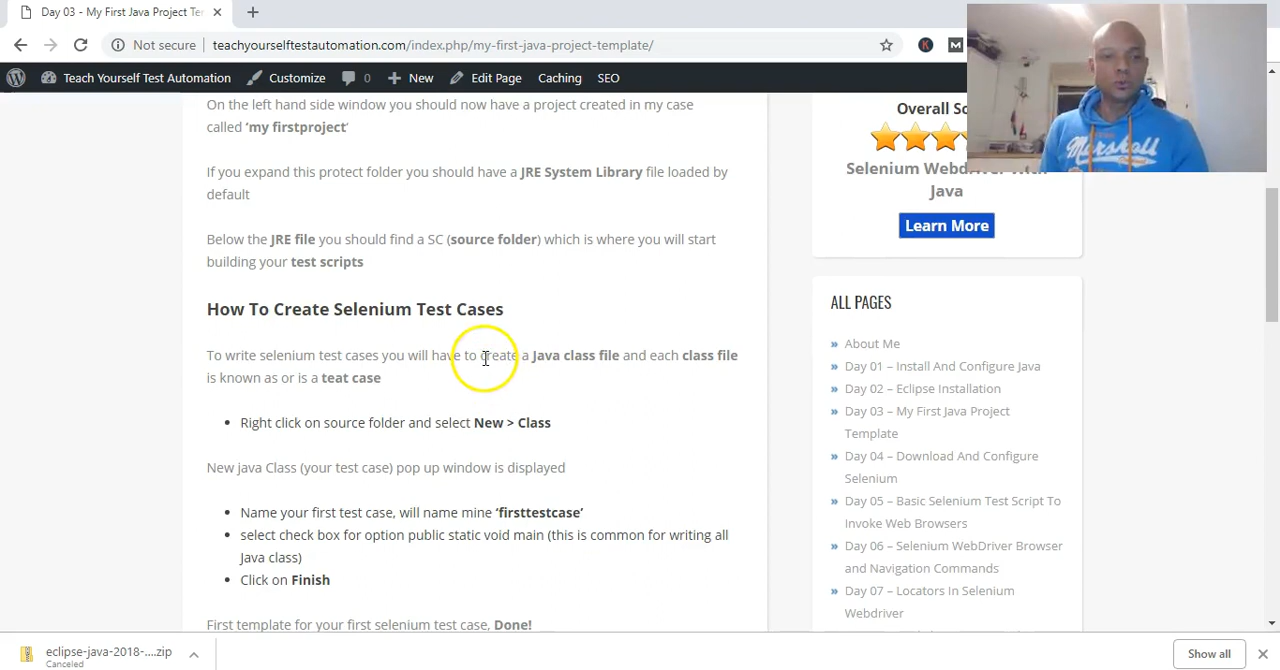 Day 03 - My First Java Project Te
Not secure
teachyourselftestautomation.com/index.php/my-first-java-project-template/
K
M
Teach Yourself Test Automation
Customize
0
New
Edit Page
Caching
SEO
On the left hand side window you should now have a project created in my case
called 'my firstproject'
If you expand this protect folder you should have a JRE System Library file loaded by
default
Below the JRE file you should find a SC (source folder) which is where you will start
building your test scripts
How To Create Selenium Test Cases
To write selenium test cases you will have to create a Java class file and each class file
is known as or is a teat case
Right click on source folder and select New > Class
New java Class (your test case) pop up window is displayed
Name your first test case, will name mine 'firsttestcase'
select check box for option public static void main (this is common for writing all
Java class)
Click on Finish
First template for your first selenium test case, Done!
Overall Sc
Selenium WebDriver With
Java
Learn More
ALL PAGES
» About Me
» Day 01 – Install And Configure Java
» Day 02 – Eclipse Installation
» Day 03 – My First Java Project
Template
» Day 04 – Download And Configure
Selenium
» Day 05 – Basic Selenium Test Script To
Invoke Web Browsers
» Day 06 – Selenium WebDriver Browser
and Navigation Commands
» Day 07 – Locators In Selenium
Webdriver
Marshall
eclipse-java-2018-....zip
Canceled
Show all